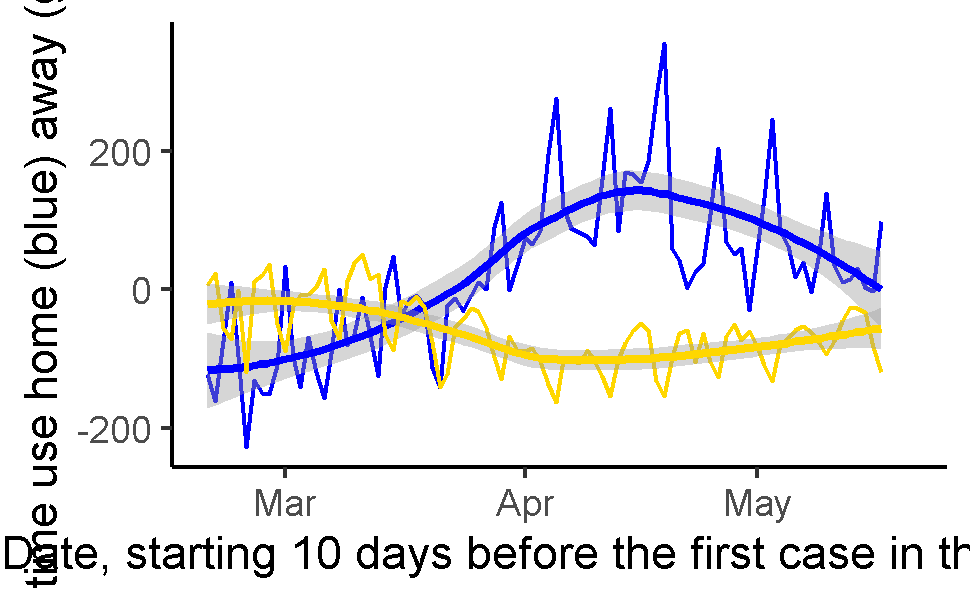 time use home (blue) away (
200
0
-200
Mar Apr May
Date, starting 10 days before the first case in th